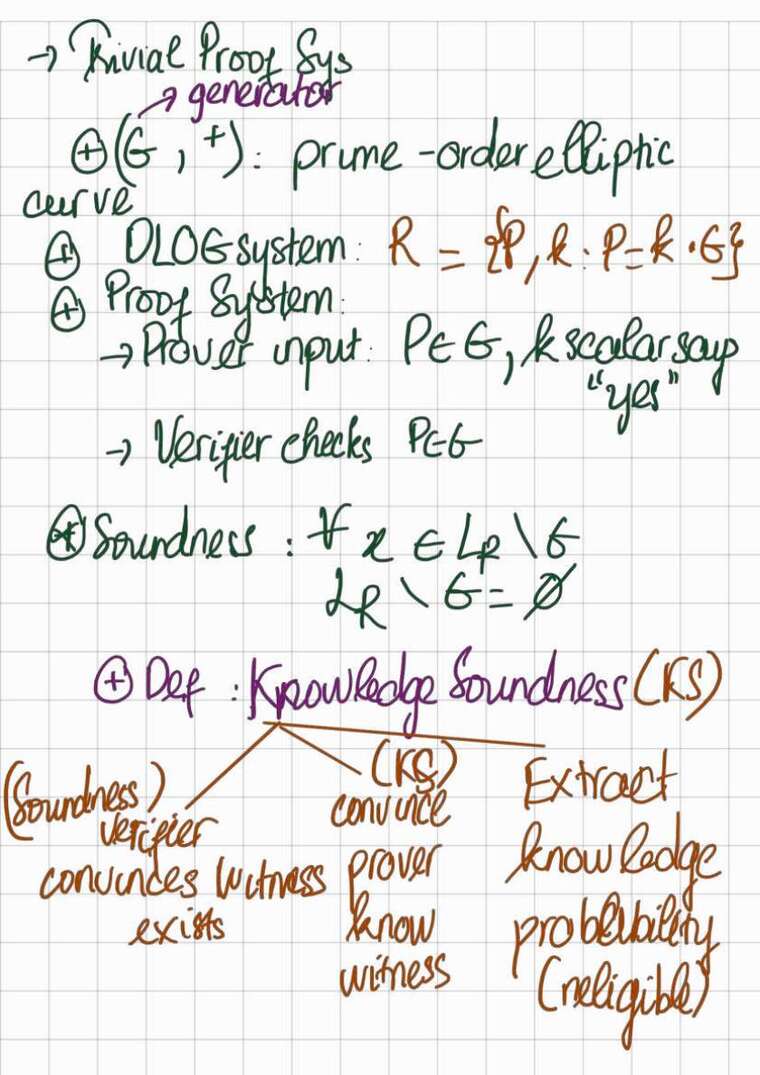 → Trivial Proof Sys
→ generator
⊕ (G, +): prime-order elliptic
curve
⊕ DLOG system: R = {P, k : P = k · G}
⊕ Proof System:
→ Prover input: P ∈ G, k scalar say
"yes"
→ Verifier checks P ∈ G
⊛ Soundness : ∀ x ∈ L_R \ G
L_R \ G = ∅
⊕ Def : Knowledge Soundness (KS)
(Soundness)
verifier
convinces witness
exists
(KS)
convince
prover
know
witness
Extract
knowledge
probability
(neligible)